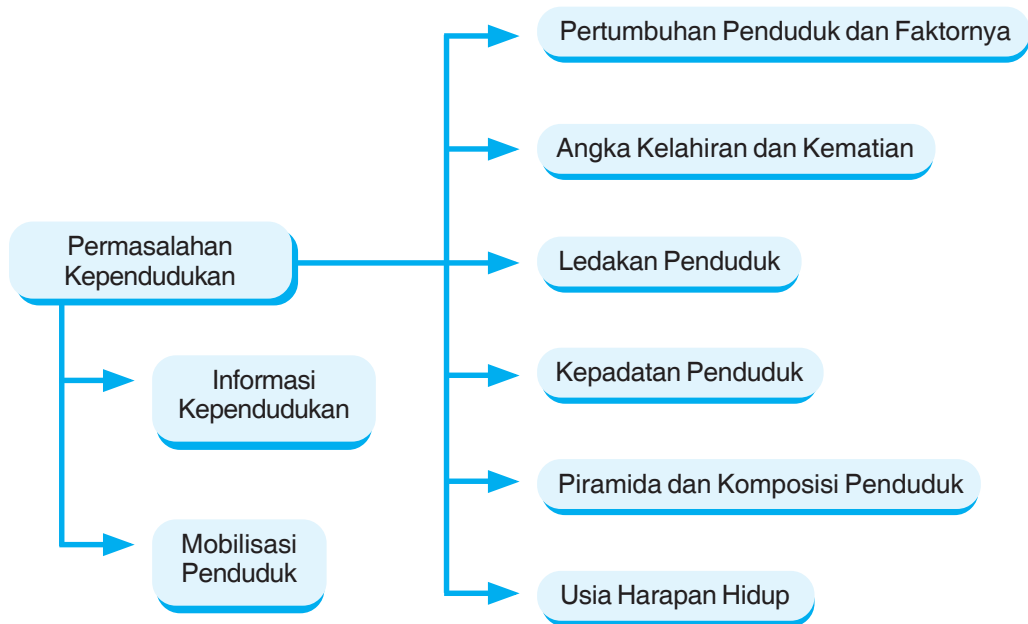 Permasalahan
Kependudukan
Informasi
Kependudukan
Mobilisasi
Penduduk
Pertumbuhan Penduduk dan Faktornya
Angka Kelahiran dan Kematian
Ledakan Penduduk
Kepadatan Penduduk
Piramida dan Komposisi Penduduk
Usia Harapan Hidup